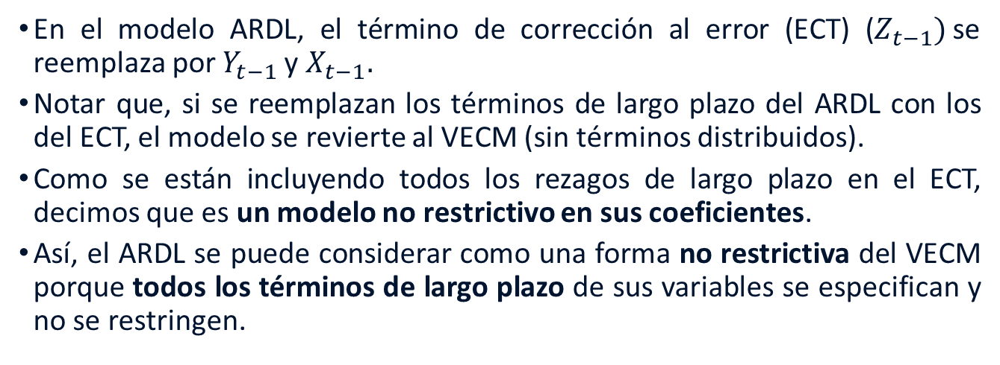 • En el modelo ARDL, el término de corrección al error (ECT) (Z_{t−1}) se
reemplaza por Y_{t−1} y X_{t−1}.
• Notar que, si se reemplazan los términos de largo plazo del ARDL con los
del ECT, el modelo se revierte al VECM (sin términos distribuidos).
• Como se están incluyendo todos los rezagos de largo plazo en el ECT,
decimos que es un modelo no restrictivo en sus coeficientes.
• Así, el ARDL se puede considerar como una forma no restrictiva del VECM
porque todos los términos de largo plazo de sus variables se especifican y
no se restringen.